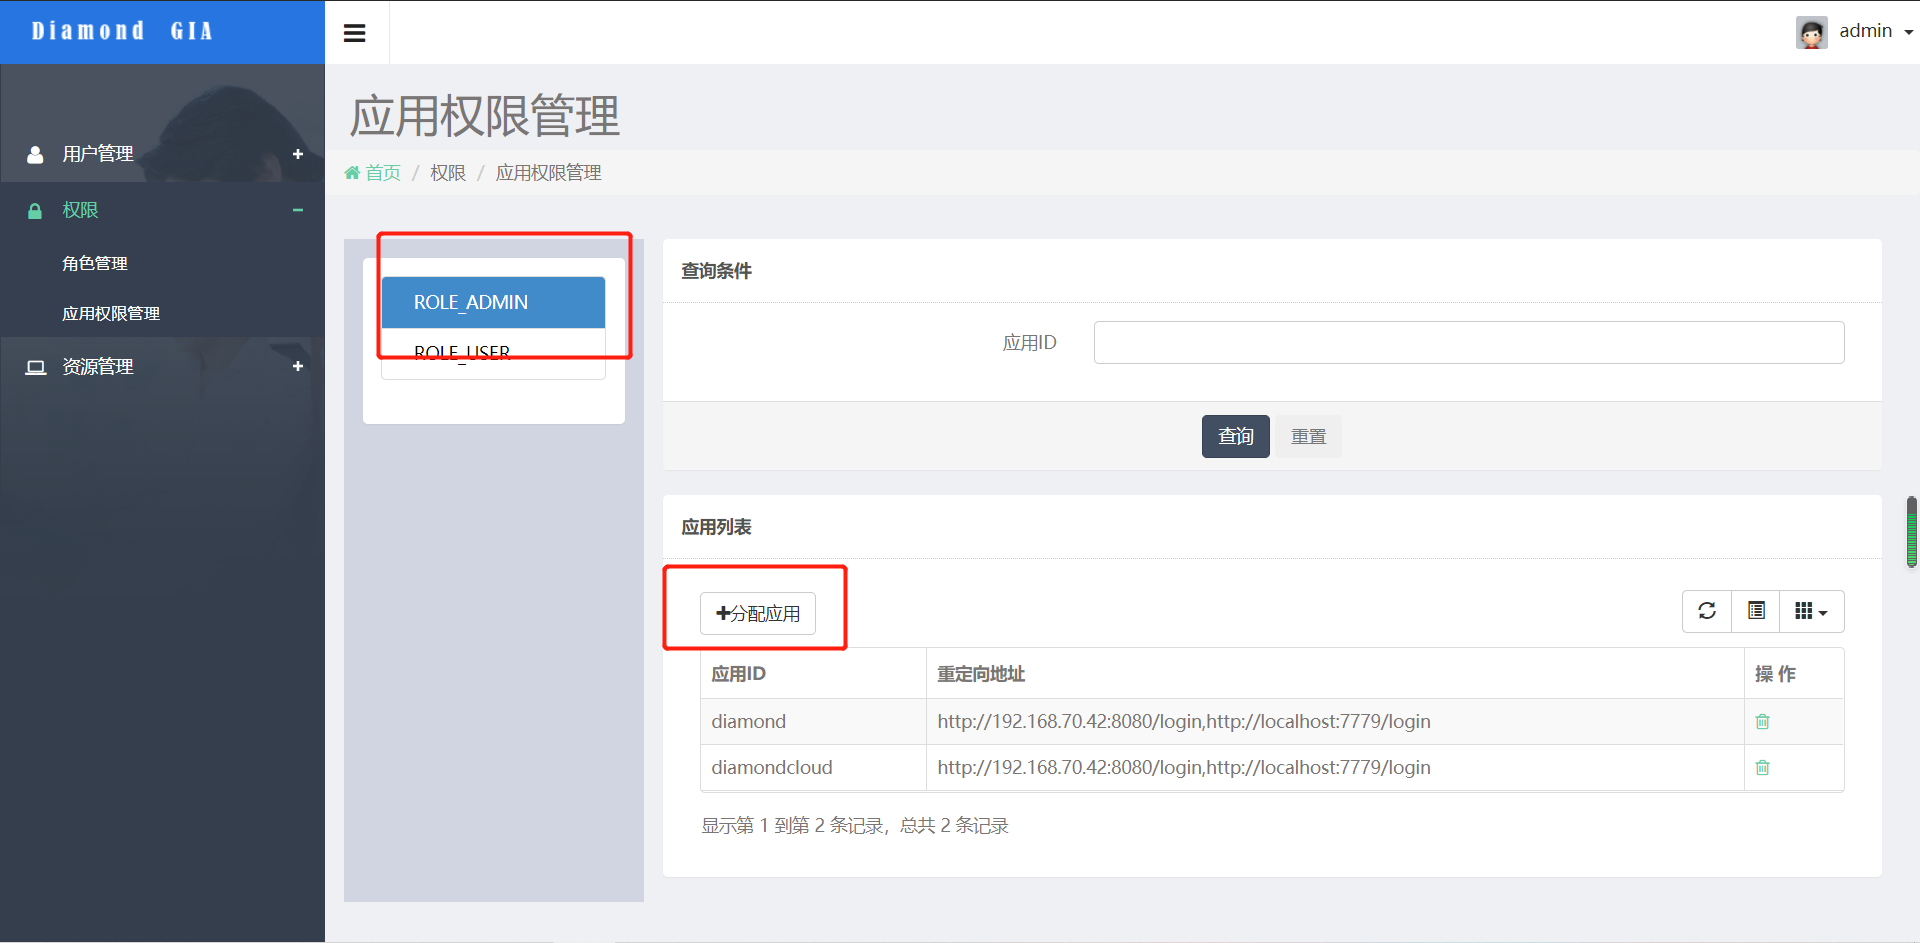 Diamond GIA
admin
用户管理
权限
角色管理
应用权限管理
资源管理
应用权限管理
首页 / 权限 / 应用权限管理
ROLE_ADMIN
ROLE_USER
查询条件
应用ID
查询 重置
应用列表
分配应用
应用ID 重定向地址 操 作
diamond http://192.168.70.42:8080/login,http://localhost:7779/login
diamondcloud http://192.168.70.42:8080/login,http://localhost:7779/login
显示第 1 到第 2 条记录，总共 2 条记录